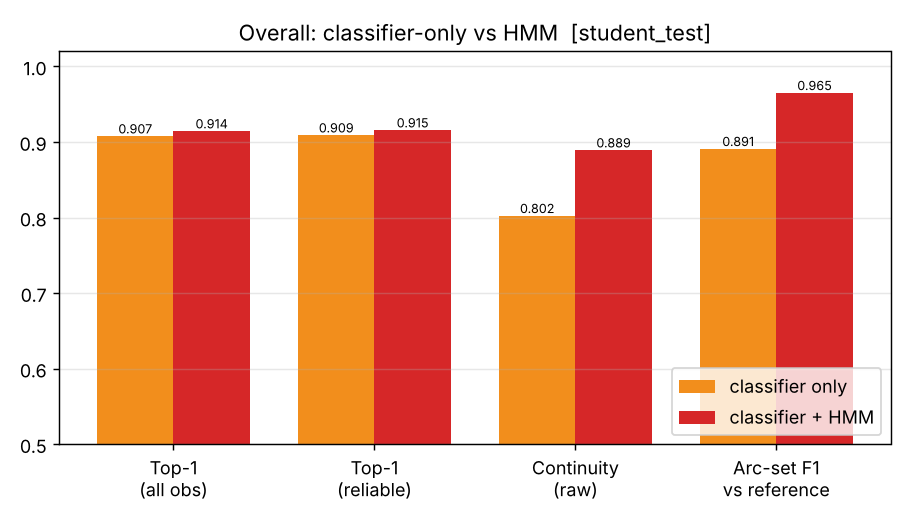 Overall: classifier-only vs HMM  [student_test]
1.0
0.9
0.8
0.7
0.6
0.5
0.907
0.914
0.909
0.915
0.802
0.889
0.891
0.965
classifier only
classifier + HMM
Top-1
(all obs)
Top-1
(reliable)
Continuity
(raw)
Arc-set F1
vs reference